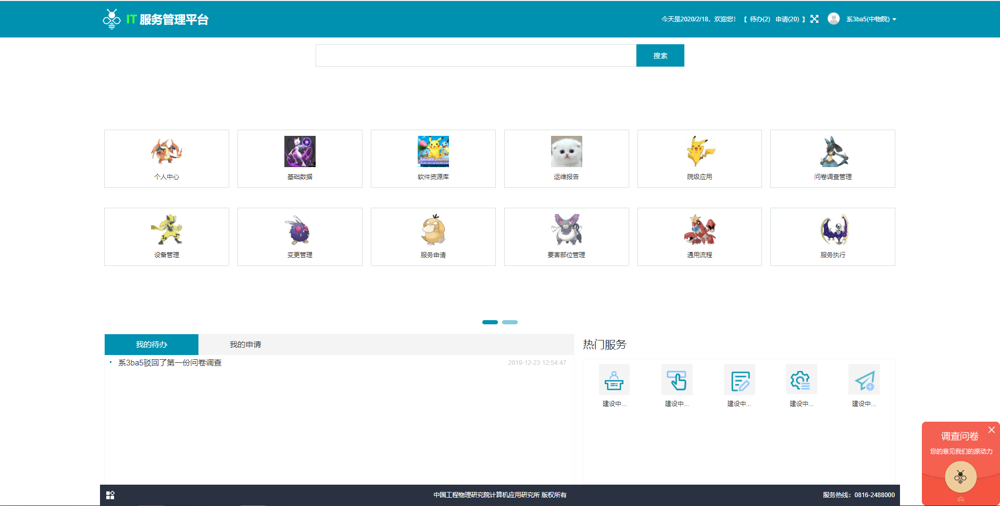 IT 服务管理平台
今天是2020/2/18，欢迎您！ 【 待办(2) 申请(20) 】 系3ba5(中物院)
搜索
个人中心 基础数据 软件资源库 运维报告 院级应用 问卷调查管理
设备管理 变更管理 服务申请 要害部位管理 通用流程 服务执行
我的待办 我的申请
系3ba5驳回了第一份问卷调查 2019-12-23 12:54:47
热门服务
建设中... 建设中... 建设中... 建设中... 建设中...
调查问卷
您的意见我们的原动力
中国工程物理研究院计算机应用研究所 版权所有
服务热线：0816-2488000